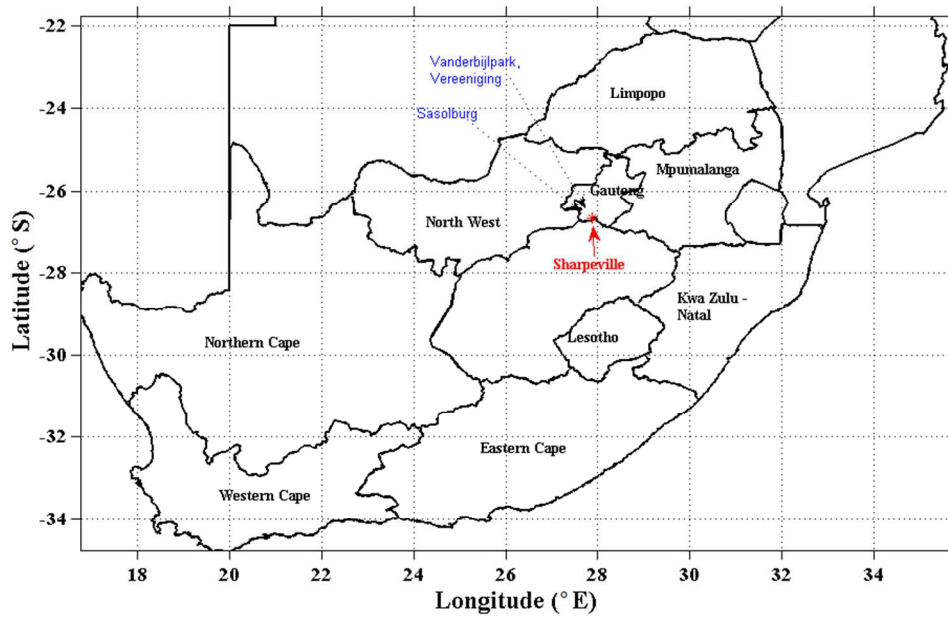 -22
-24
-26
-28
-30
-32
-34
Latitude (° S)
Vanderbijlpark,
Vereeniging
Sasolburg
Limpopo
Mpumalanga
Gauteng
North West
Sharpeville
Kwa Zulu -
Natal
Lesotho
Northern Cape
Eastern Cape
Western Cape
18 20 22 24 26 28 30 32 34
Longitude (° E)